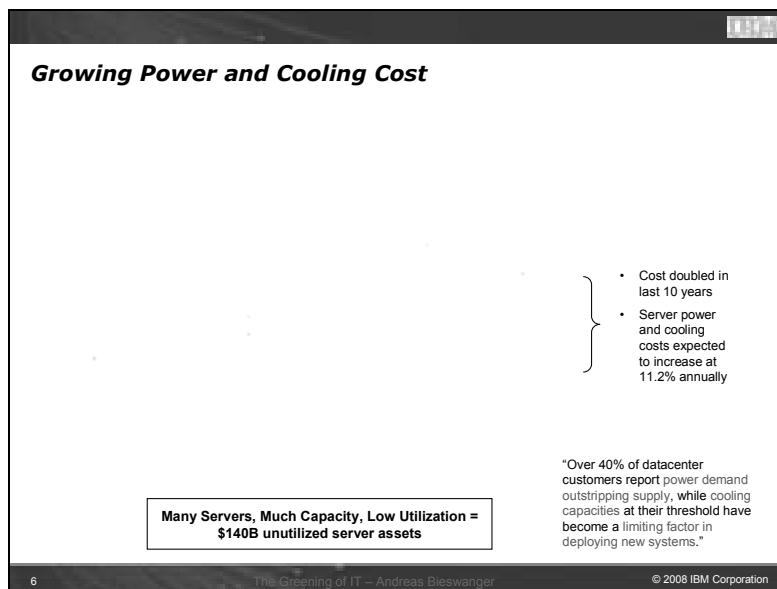 Growing Power and Cooling Cost
• Cost doubled in
last 10 years
• Server power
and cooling
costs expected
to increase at
11.2% annually
“Over 40% of datacenter
customers report power demand
outstripping supply, while cooling
capacities at their threshold have
become a limiting factor in
deploying new systems.”
Many Servers, Much Capacity, Low Utilization =
$140B unutilized server assets
6
The Greening of IT – Andreas Bieswanger
© 2008 IBM Corporation